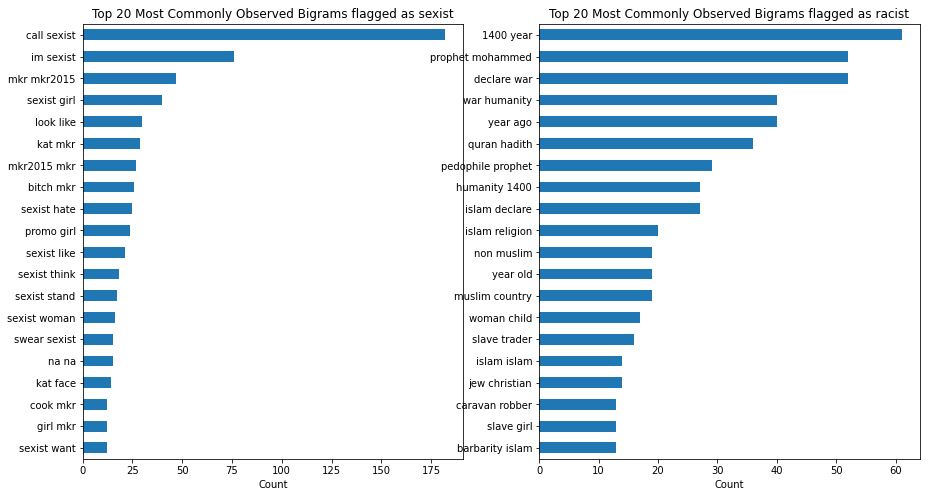 Top 20 Most Commonly Observed Bigrams flagged as sexist
call sexist
im sexist
mkr mkr2015
sexist girl
look like
kat mkr
mkr2015 mkr
bitch mkr
sexist hate
promo girl
sexist like
sexist think
sexist stand
sexist woman
swear sexist
na na
kat face
cook mkr
girl mkr
sexist want
0 25 50 75 100 125 150 175
Count
Top 20 Most Commonly Observed Bigrams flagged as racist
1400 year
prophet mohammed
declare war
war humanity
year ago
quran hadith
pedophile prophet
humanity 1400
islam declare
islam religion
non muslim
year old
muslim country
woman child
slave trader
islam islam
jew christian
caravan robber
slave girl
barbarity islam
0 10 20 30 40 50 60
Count